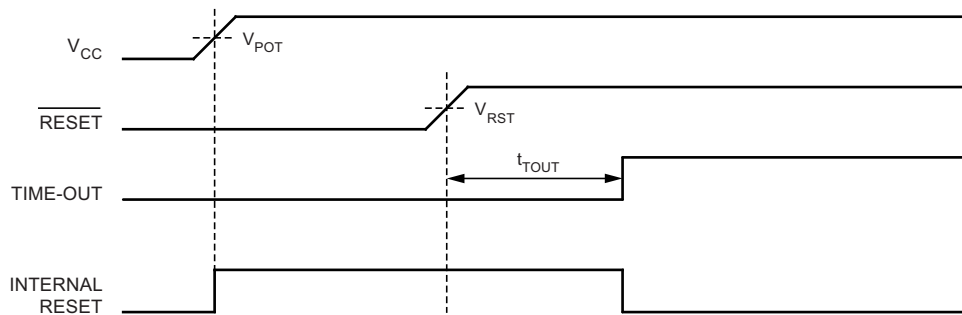 VCC
VPOT
RESET
VRST
TIME-OUT
tTOUT
INTERNAL
RESET